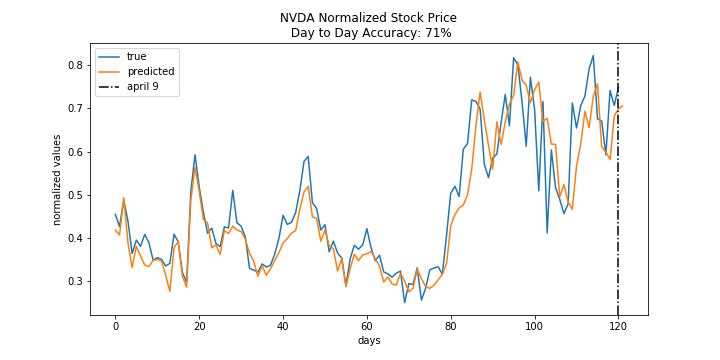 NVDA Normalized Stock Price
Day to Day Accuracy: 71%
true
predicted
april 9
normalized values
0.8
0.7
0.6
0.5
0.4
0.3
0
20
40
60
80
100
120
days